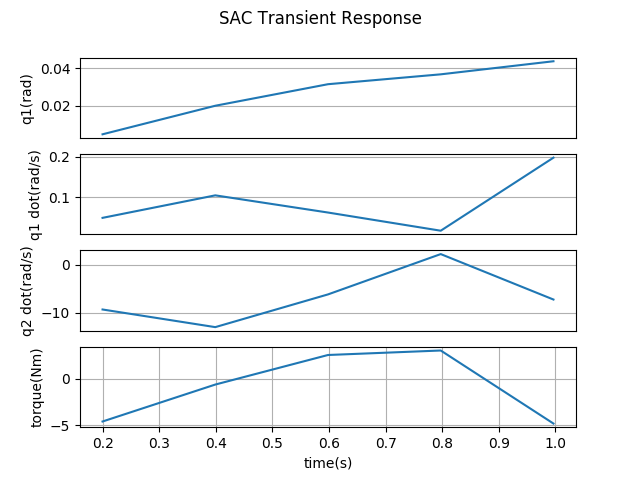 SAC Transient Response
q1(rad)
0.04
0.02
q1 dot(rad/s)
0.2
0.1
q2 dot(rad/s)
0
−10
torque(Nm)
0
−5
0.2 0.3 0.4 0.5 0.6 0.7 0.8 0.9 1.0
time(s)